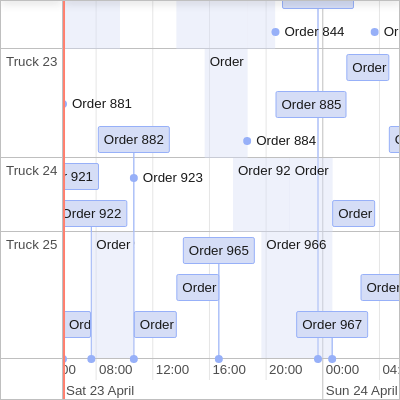 Order 844
Or
Truck 23
Order
Order
Order 881
Order 885
Order 882
Order 884
Truck 24
921
Order 923
Order 92 Order
Order 922
Order
Truck 25
Order
Order 965
Order 966
Order
Order
Ord
Order
Order 967
00 08:00 12:00 16:00 20:00 00:00 04:
Sat 23 April Sun 24 April